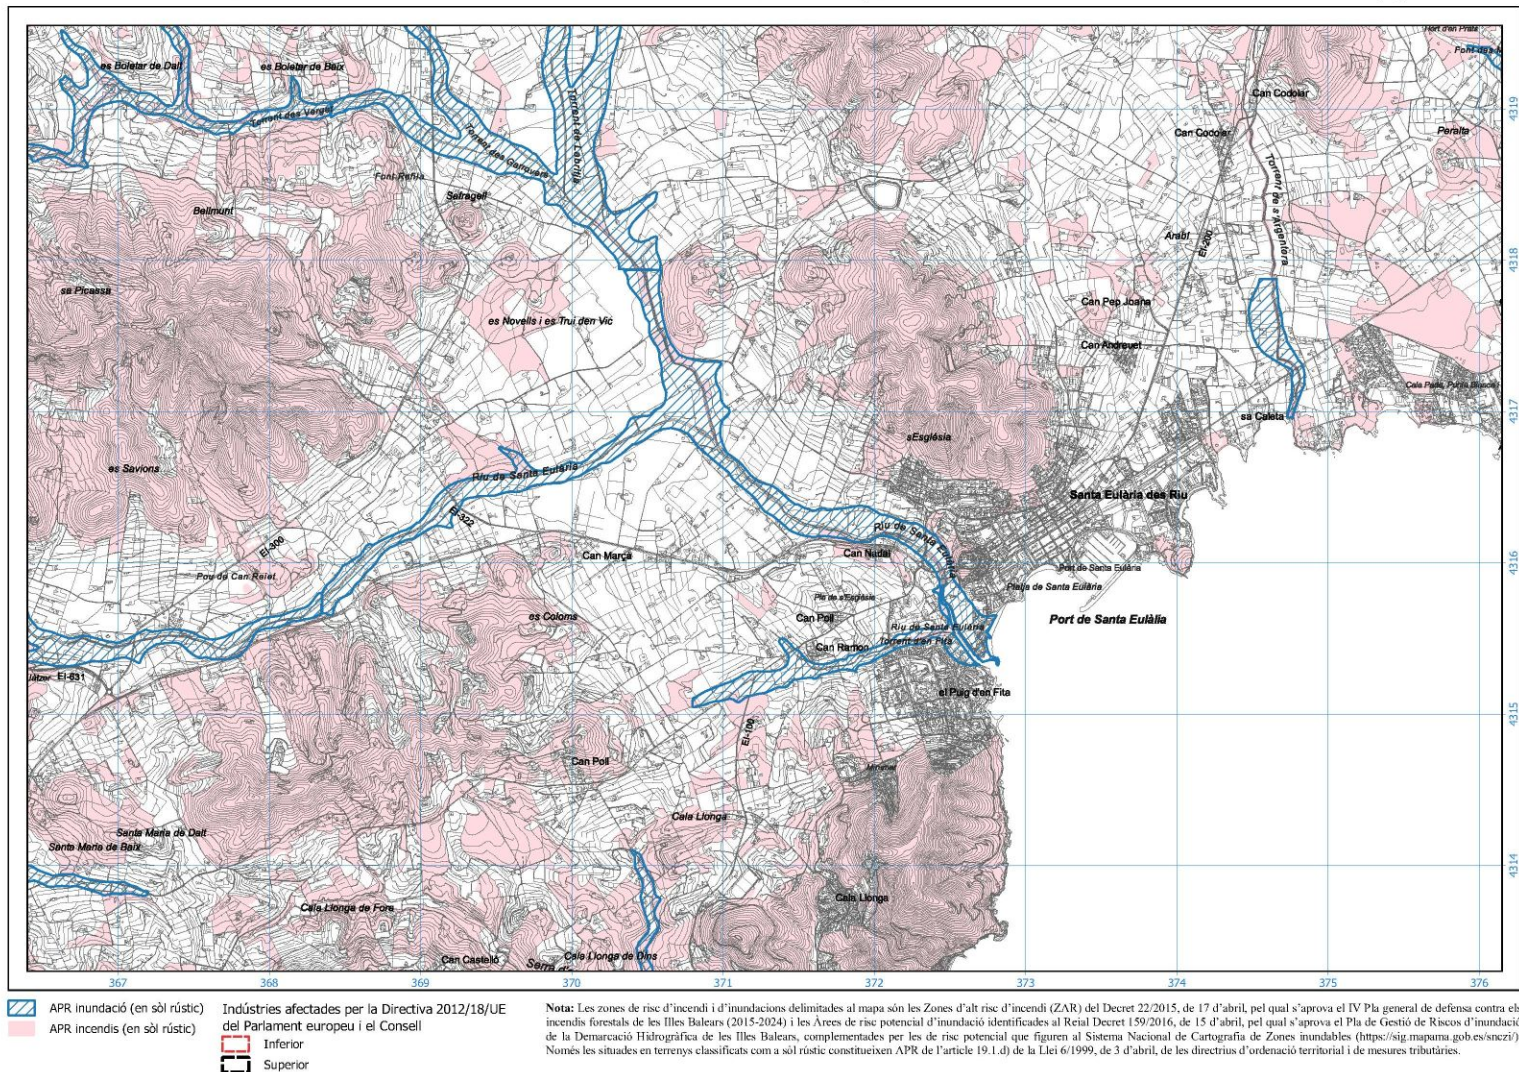 Hort d'en Prats
es Boletar de Dalt
es Boletar de Baix
Can Codolar
4319
Torrent des Verger
Torrent de Labritja
Torrent des Garrovers
Can Codolar
Peralta
Font Refila
Safragell
Torrent de s'Argentera
Bellmunt
Arabí
EI-200
4318
sa Picassa
Can Pep Joana
es Novells i es Trui d'en Vic
Can Andreuet
sa Caleta
4317
s'Església
es Savions
Riu de Santa Eulària
Santa Eulària des Riu
EI-322
Riu de Santa Eulària
EI-300
Can Marça
Can Nadal
4316
Port de Santa Eulària
Pou de Can Reiet
Platja de Santa Eulària
Pla de s'Església
es Coloms
Can Poll
Port de Santa Eulàlia
Riu de Santa Eulària
Torrent d'en Fita
Can Ramon
EI-631
el Puig d'en Fita
4315
EI-100
Can Poll
Miramar
Cala Llonga
Santa Maria de Dalt
Santa Maria de Baix
4314
Cala Llonga
Cala Llonga de Fora
Cala Llonga de Dins
Can Castelló
367 368 369 370 371 372 373 374 375 376
APR inundació (en sòl rústic)
APR incendis (en sòl rústic)
Indústries afectades per la Directiva 2012/18/UE
del Parlament europeu i el Consell
Inferior
Superior
Nota: Les zones de risc d'incendi i d'inundacions delimitades al mapa són les Zones d'alt risc d'incendi (ZAR) del Decret 22/2015, de 17 d'abril, pel qual s'aprova el IV Pla general de defensa contra els
incendis forestals de les Illes Balears (2015-2024) i les Àrees de risc potencial d'inundació identificades al Reial Decret 159/2016, de 15 d'abril, pel qual s'aprova el Pla de Gestió de Riscos d'inundació
de la Demarcació Hidrogràfica de les Illes Balears, complementades per les de risc potencial que figuren al Sistema Nacional de Cartografia de Zones inundables (https://sig.mapama.gob.es/snczi/)
Només les situades en terrenys classificats com a sòl rústic constitueixen APR de l'article 19.1.d) de la Llei 6/1999, de 3 d'abril, de les directrius d'ordenació territorial i de mesures tributàries.